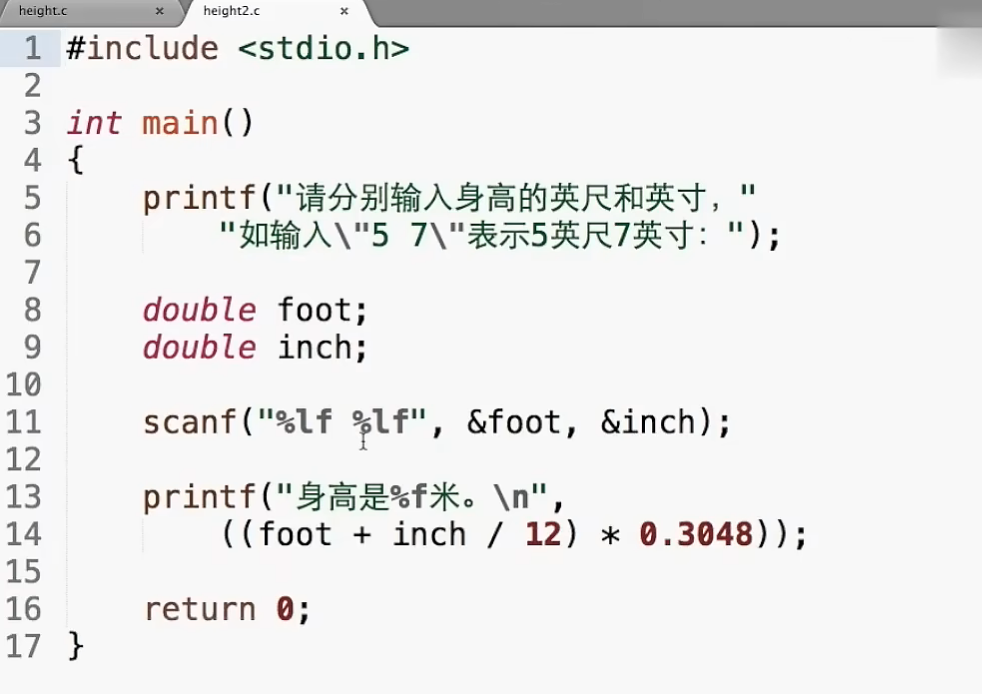 height.c × height2.c ×
1 #include <stdio.h>
2
3 int main()
4 {
5 printf("请分别输入身高的英尺和英寸，"
6 "如输入\"5 7\"表示5英尺7英寸：");
7
8 double foot;
9 double inch;
10
11 scanf("%lf %lf", &foot, &inch);
12
13 printf("身高是%f米。\n",
14 ((foot + inch / 12) * 0.3048));
15
16 return 0;
17 }